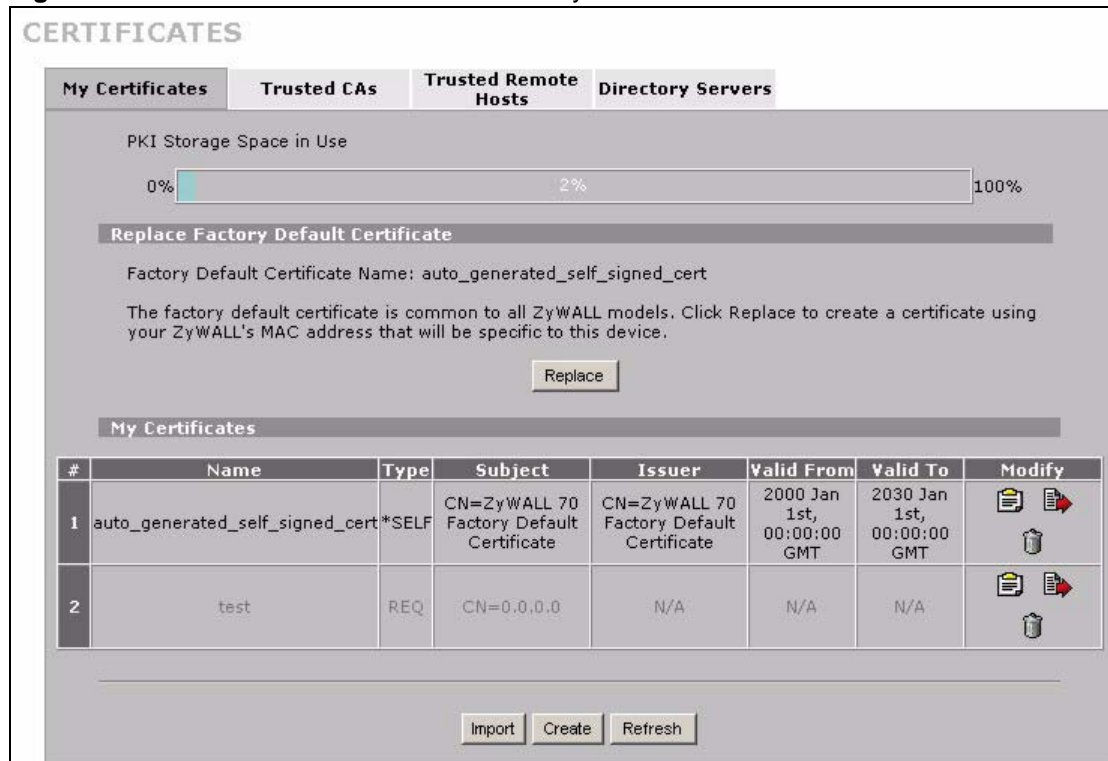 CERTIFICATES
My Certificates
Trusted CAs
Trusted Remote
Hosts
Directory Servers
PKI Storage Space in Use
0%
2%
100%
Replace Factory Default Certificate
Factory Default Certificate Name: auto_generated_self_signed_cert
The factory default certificate is common to all ZyWALL models. Click Replace to create a certificate using
your ZyWALL's MAC address that will be specific to this device.
Replace
My Certificates
# Name Type Subject Issuer Valid From Valid To Modify
1
auto_generated_self_signed_cert
*SELF
CN=ZyWALL 70
Factory Default
Certificate
CN=ZyWALL 70
Factory Default
Certificate
2000 Jan
1st,
00:00:00
GMT
2030 Jan
1st,
00:00:00
GMT
2
test
REQ
CN=0.0.0.0
N/A
N/A
N/A
Import
Create
Refresh